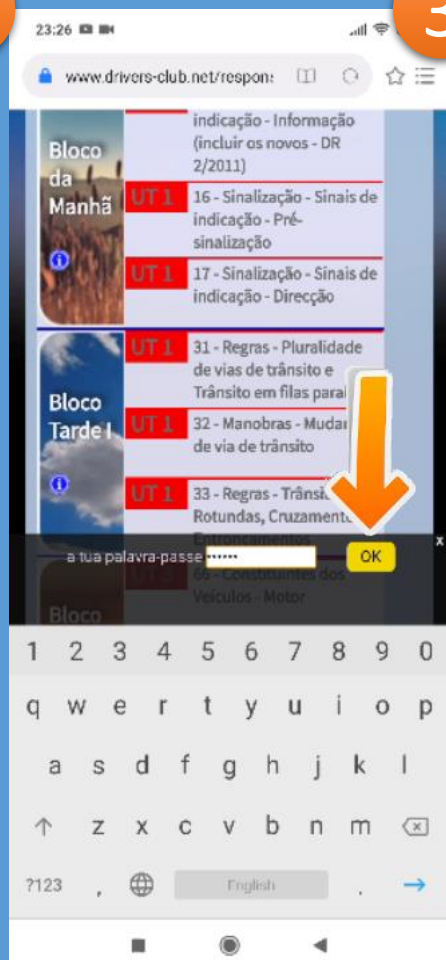 3
23:26
www.drivers-club.net/respon
indicação - Informação
(incluir os novos - DR
2/2011)
Bloco
da
Manhã
UT 1
16 - Sinalização - Sinais de
indicação - Pré-
sinalização
UT 1
17 - Sinalização - Sinais de
indicação - Direcção
Bloco
Tarde I
UT 1
31 - Regras - Pluralidade
de vias de trânsito e
Trânsito em filas paral
UT 1
32 - Manobras - Mudan
de via de trânsito
UT 1
33 - Regras - Trânsi
Rotundas, Cruzament
Entroncamentos
x
a tua palavra-passe ••••••
OK
66 - Constituintes dos
Veículos - Motor
Bloco
1 2 3 4 5 6 7 8 9 0
q w e r t y u i o p
a s d f g h j k l
z x c v b n m
?123 , English .